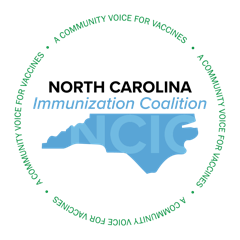 • A COMMUNITY VOICE FOR VACCINES
• A COMMUNITY VOICE FOR VACCINES
• A COMMUNITY VOICE FOR VACCINES
• A COMMUNITY VOICE FOR VACCINES
NORTH CAROLINA
Immunization Coalition
NCIC